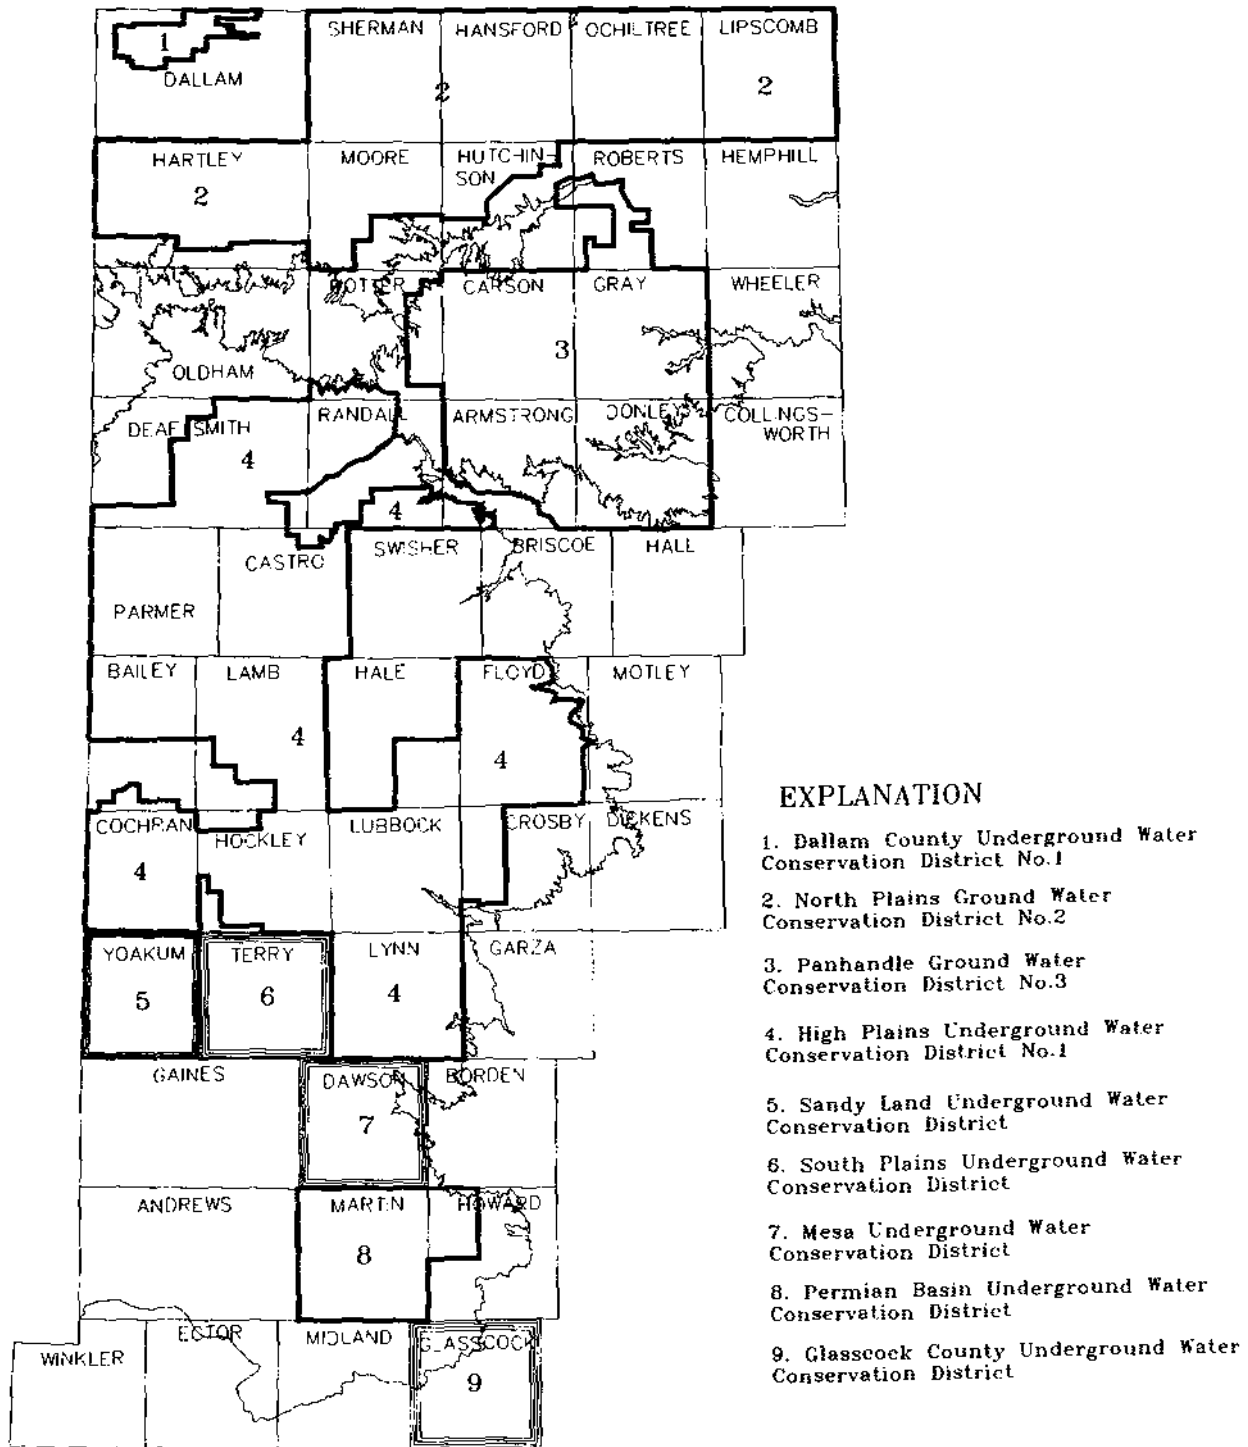 SHERMAN HANSFORD OCHILTREE LIPSCOMB
1
DALLAM
2 2
HARTLEY MOORE HUTCHIN- ROBERTS HEMPHILL
SON
2
POTTER CARSON GRAY WHEELER
3
OLDHAM
RANDALL ARMSTRONG DONLEY COLLINGS-
WORTH
DEAF SMITH
4
4
SWISHER BRISCOE HALL
CASTRO
PARMER
BAILEY LAMB HALE FLOYD MOTLEY
4 4
COCHRAN HOCKLEY LUBBOCK CROSBY DICKENS
4
YOAKUM TERRY LYNN GARZA
5 6 4
GAINES DAWSON BORDEN
7
ANDREWS MARTIN HOWARD
8
WINKLER ECTOR MIDLAND GLASSCOCK
9
EXPLANATION
1. Dallam County Underground Water
Conservation District No.1
2. North Plains Ground Water
Conservation District No.2
3. Panhandle Ground Water
Conservation District No.3
4. High Plains Underground Water
Conservation District No.1
5. Sandy Land Underground Water
Conservation District
6. South Plains Underground Water
Conservation District
7. Mesa Underground Water
Conservation District
8. Permian Basin Underground Water
Conservation District
9. Glasscock County Underground Water
Conservation District